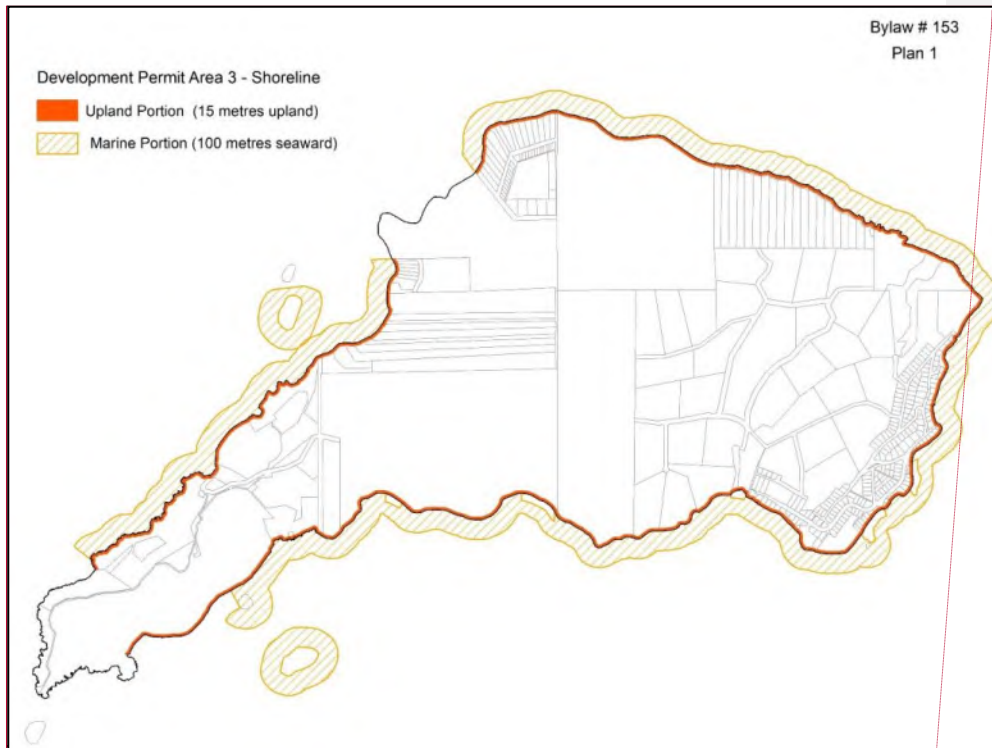 Bylaw # 153
Plan 1
Development Permit Area 3 - Shoreline
Upland Portion (15 metres upland)
Marine Portion (100 metres seaward)